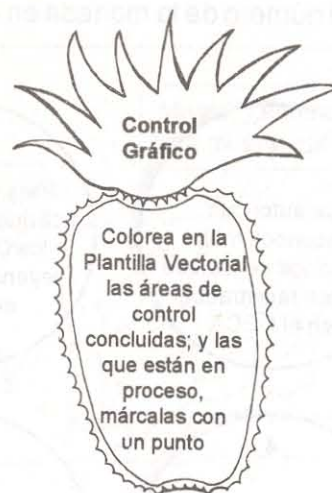 Control
Gráfico
Colorea en la
Plantilla Vectorial
las áreas de
control
concluidas; y las
que están en
proceso,
márcalas con
un punto